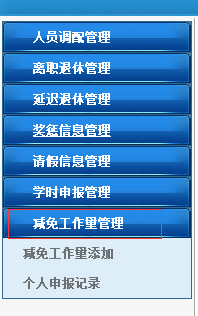 人员调配管理
离职退休管理
延迟退休管理
奖惩信息管理
请假信息管理
学时申报管理
减免工作量管理
减免工作量添加
个人申报记录